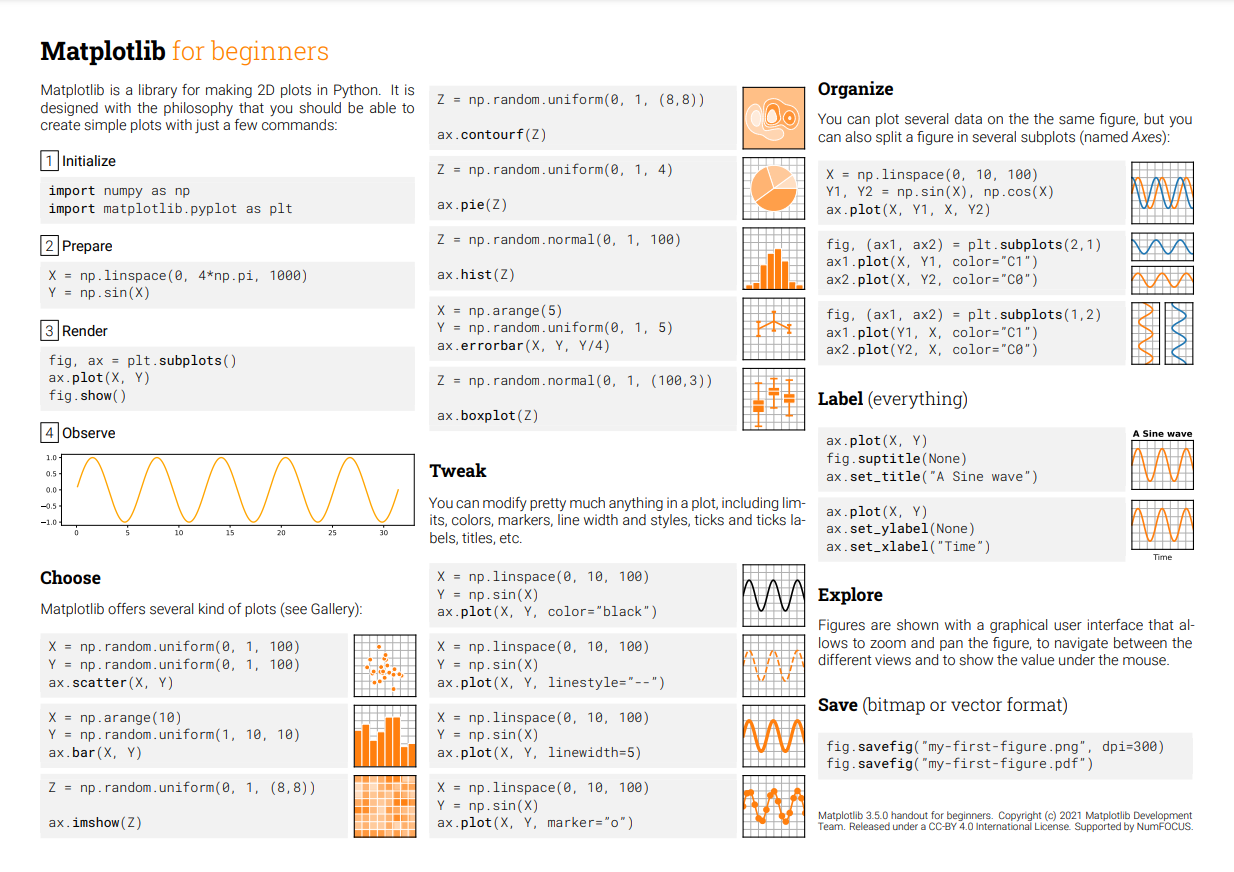 Matplotlib for beginners
Matplotlib is a library for making 2D plots in Python. It is
designed with the philosophy that you should be able to
create simple plots with just a few commands:
1 Initialize
import numpy as np
import matplotlib.pyplot as plt
2 Prepare
X = np.linspace(0, 4*np.pi, 1000)
Y = np.sin(X)
3 Render
fig, ax = plt.subplots()
ax.plot(X, Y)
fig.show()
4 Observe
1.0
0.5
0.0
−0.5
−1.0
0 5 10 15 20 25 30
Choose
Matplotlib offers several kind of plots (see Gallery):
X = np.random.uniform(0, 1, 100)
Y = np.random.uniform(0, 1, 100)
ax.scatter(X, Y)
X = np.arange(10)
Y = np.random.uniform(1, 10, 10)
ax.bar(X, Y)
Z = np.random.uniform(0, 1, (8,8))
ax.imshow(Z)
Z = np.random.uniform(0, 1, (8,8))
ax.contourf(Z)
Z = np.random.uniform(0, 1, 4)
ax.pie(Z)
Z = np.random.normal(0, 1, 100)
ax.hist(Z)
X = np.arange(5)
Y = np.random.uniform(0, 1, 5)
ax.errorbar(X, Y, Y/4)
Z = np.random.normal(0, 1, (100,3))
ax.boxplot(Z)
Tweak
You can modify pretty much anything in a plot, including lim-
its, colors, markers, line width and styles, ticks and ticks la-
bels, titles, etc.
X = np.linspace(0, 10, 100)
Y = np.sin(X)
ax.plot(X, Y, color="black")
X = np.linspace(0, 10, 100)
Y = np.sin(X)
ax.plot(X, Y, linestyle="--")
X = np.linspace(0, 10, 100)
Y = np.sin(X)
ax.plot(X, Y, linewidth=5)
X = np.linspace(0, 10, 100)
Y = np.sin(X)
ax.plot(X, Y, marker="o")
Organize
You can plot several data on the the same figure, but you
can also split a figure in several subplots (named Axes):
X = np.linspace(0, 10, 100)
Y1, Y2 = np.sin(X), np.cos(X)
ax.plot(X, Y1, X, Y2)
fig, (ax1, ax2) = plt.subplots(2,1)
ax1.plot(X, Y1, color="C1")
ax2.plot(X, Y2, color="C0")
fig, (ax1, ax2) = plt.subplots(1,2)
ax1.plot(Y1, X, color="C1")
ax2.plot(Y2, X, color="C0")
Label (everything)
ax.plot(X, Y)
fig.suptitle(None)
ax.set_title("A Sine wave")
A Sine wave
ax.plot(X, Y)
ax.set_ylabel(None)
ax.set_xlabel("Time")
Time
Explore
Figures are shown with a graphical user interface that al-
lows to zoom and pan the figure, to navigate between the
different views and to show the value under the mouse.
Save (bitmap or vector format)
fig.savefig("my-first-figure.png", dpi=300)
fig.savefig("my-first-figure.pdf")
Matplotlib 3.5.0 handout for beginners. Copyright (c) 2021 Matplotlib Development
Team. Released under a CC-BY 4.0 International License. Supported by NumFOCUS.